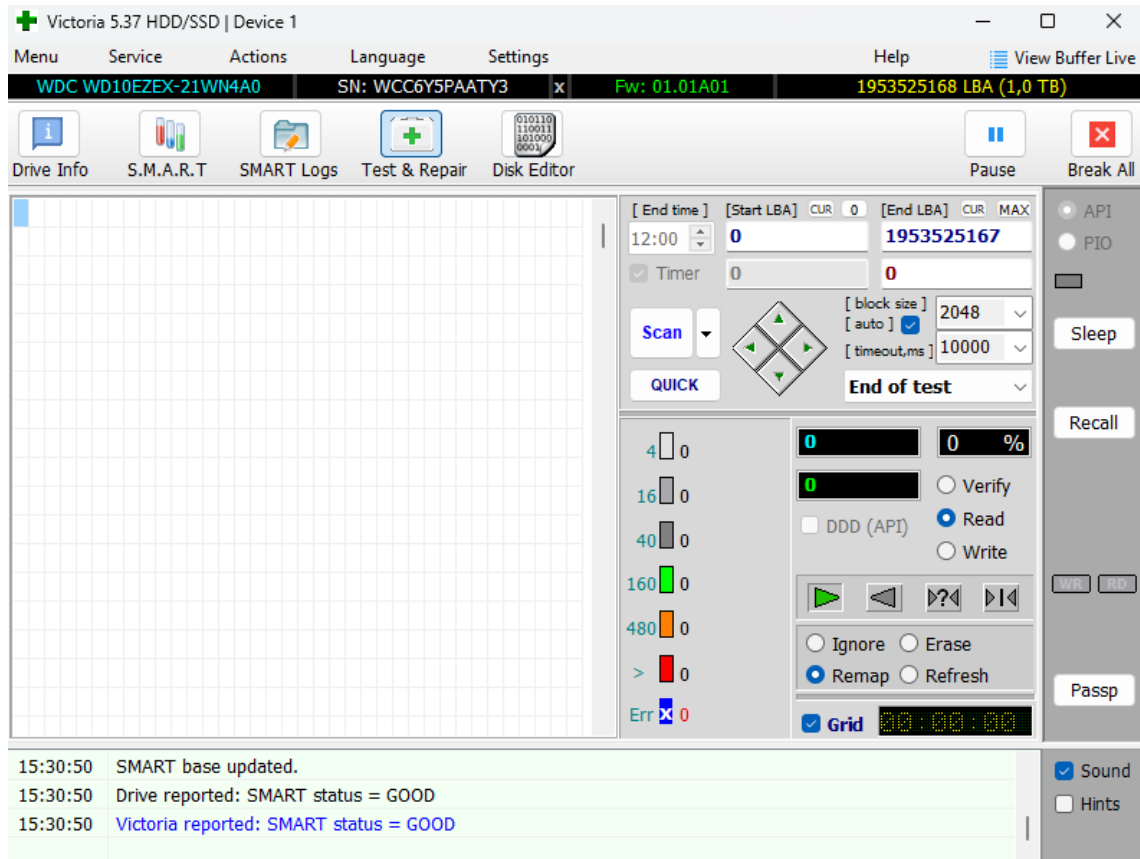 Victoria 5.37 HDD/SSD | Device 1
Menu Service Actions Language Settings Help View Buffer Live
WDC WD10EZEX-21WN4A0 SN: WCC6Y5PAATY3 x Fw: 01.01A01 1953525168 LBA (1,0 TB)
010110
110011
101000
0001
Drive Info S.M.A.R.T SMART Logs Test & Repair Disk Editor Pause Break All
[ End time ] [Start LBA] CUR 0 [End LBA] CUR MAX
12:00 0 1953525167
Timer 0 0
[ block size ] 2048
[ auto ]
[ timeout,ms ] 10000
Scan
QUICK
End of test
API
PIO
Sleep
Recall
4 0
16 0
40 0
160 0
480 0
> 0
Err x 0
0 0 %
0
Verify
DDD (API) Read
Write
?
Ignore Erase
Remap Refresh
Grid 00:00:00
WR RD
Passp
15:30:50 SMART base updated.
15:30:50 Drive reported: SMART status = GOOD
15:30:50 Victoria reported: SMART status = GOOD
Sound
Hints